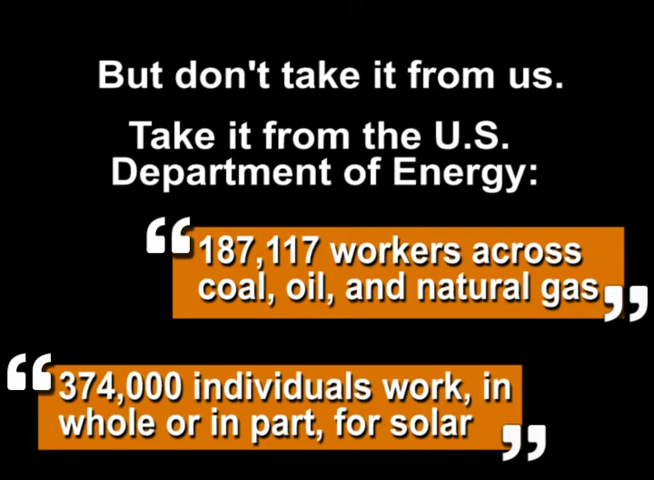 But don't take it from us.
Take it from the U.S.
Department of Energy:
“187,117 workers across
coal, oil, and natural gas”
“374,000 individuals work, in
whole or in part, for solar”